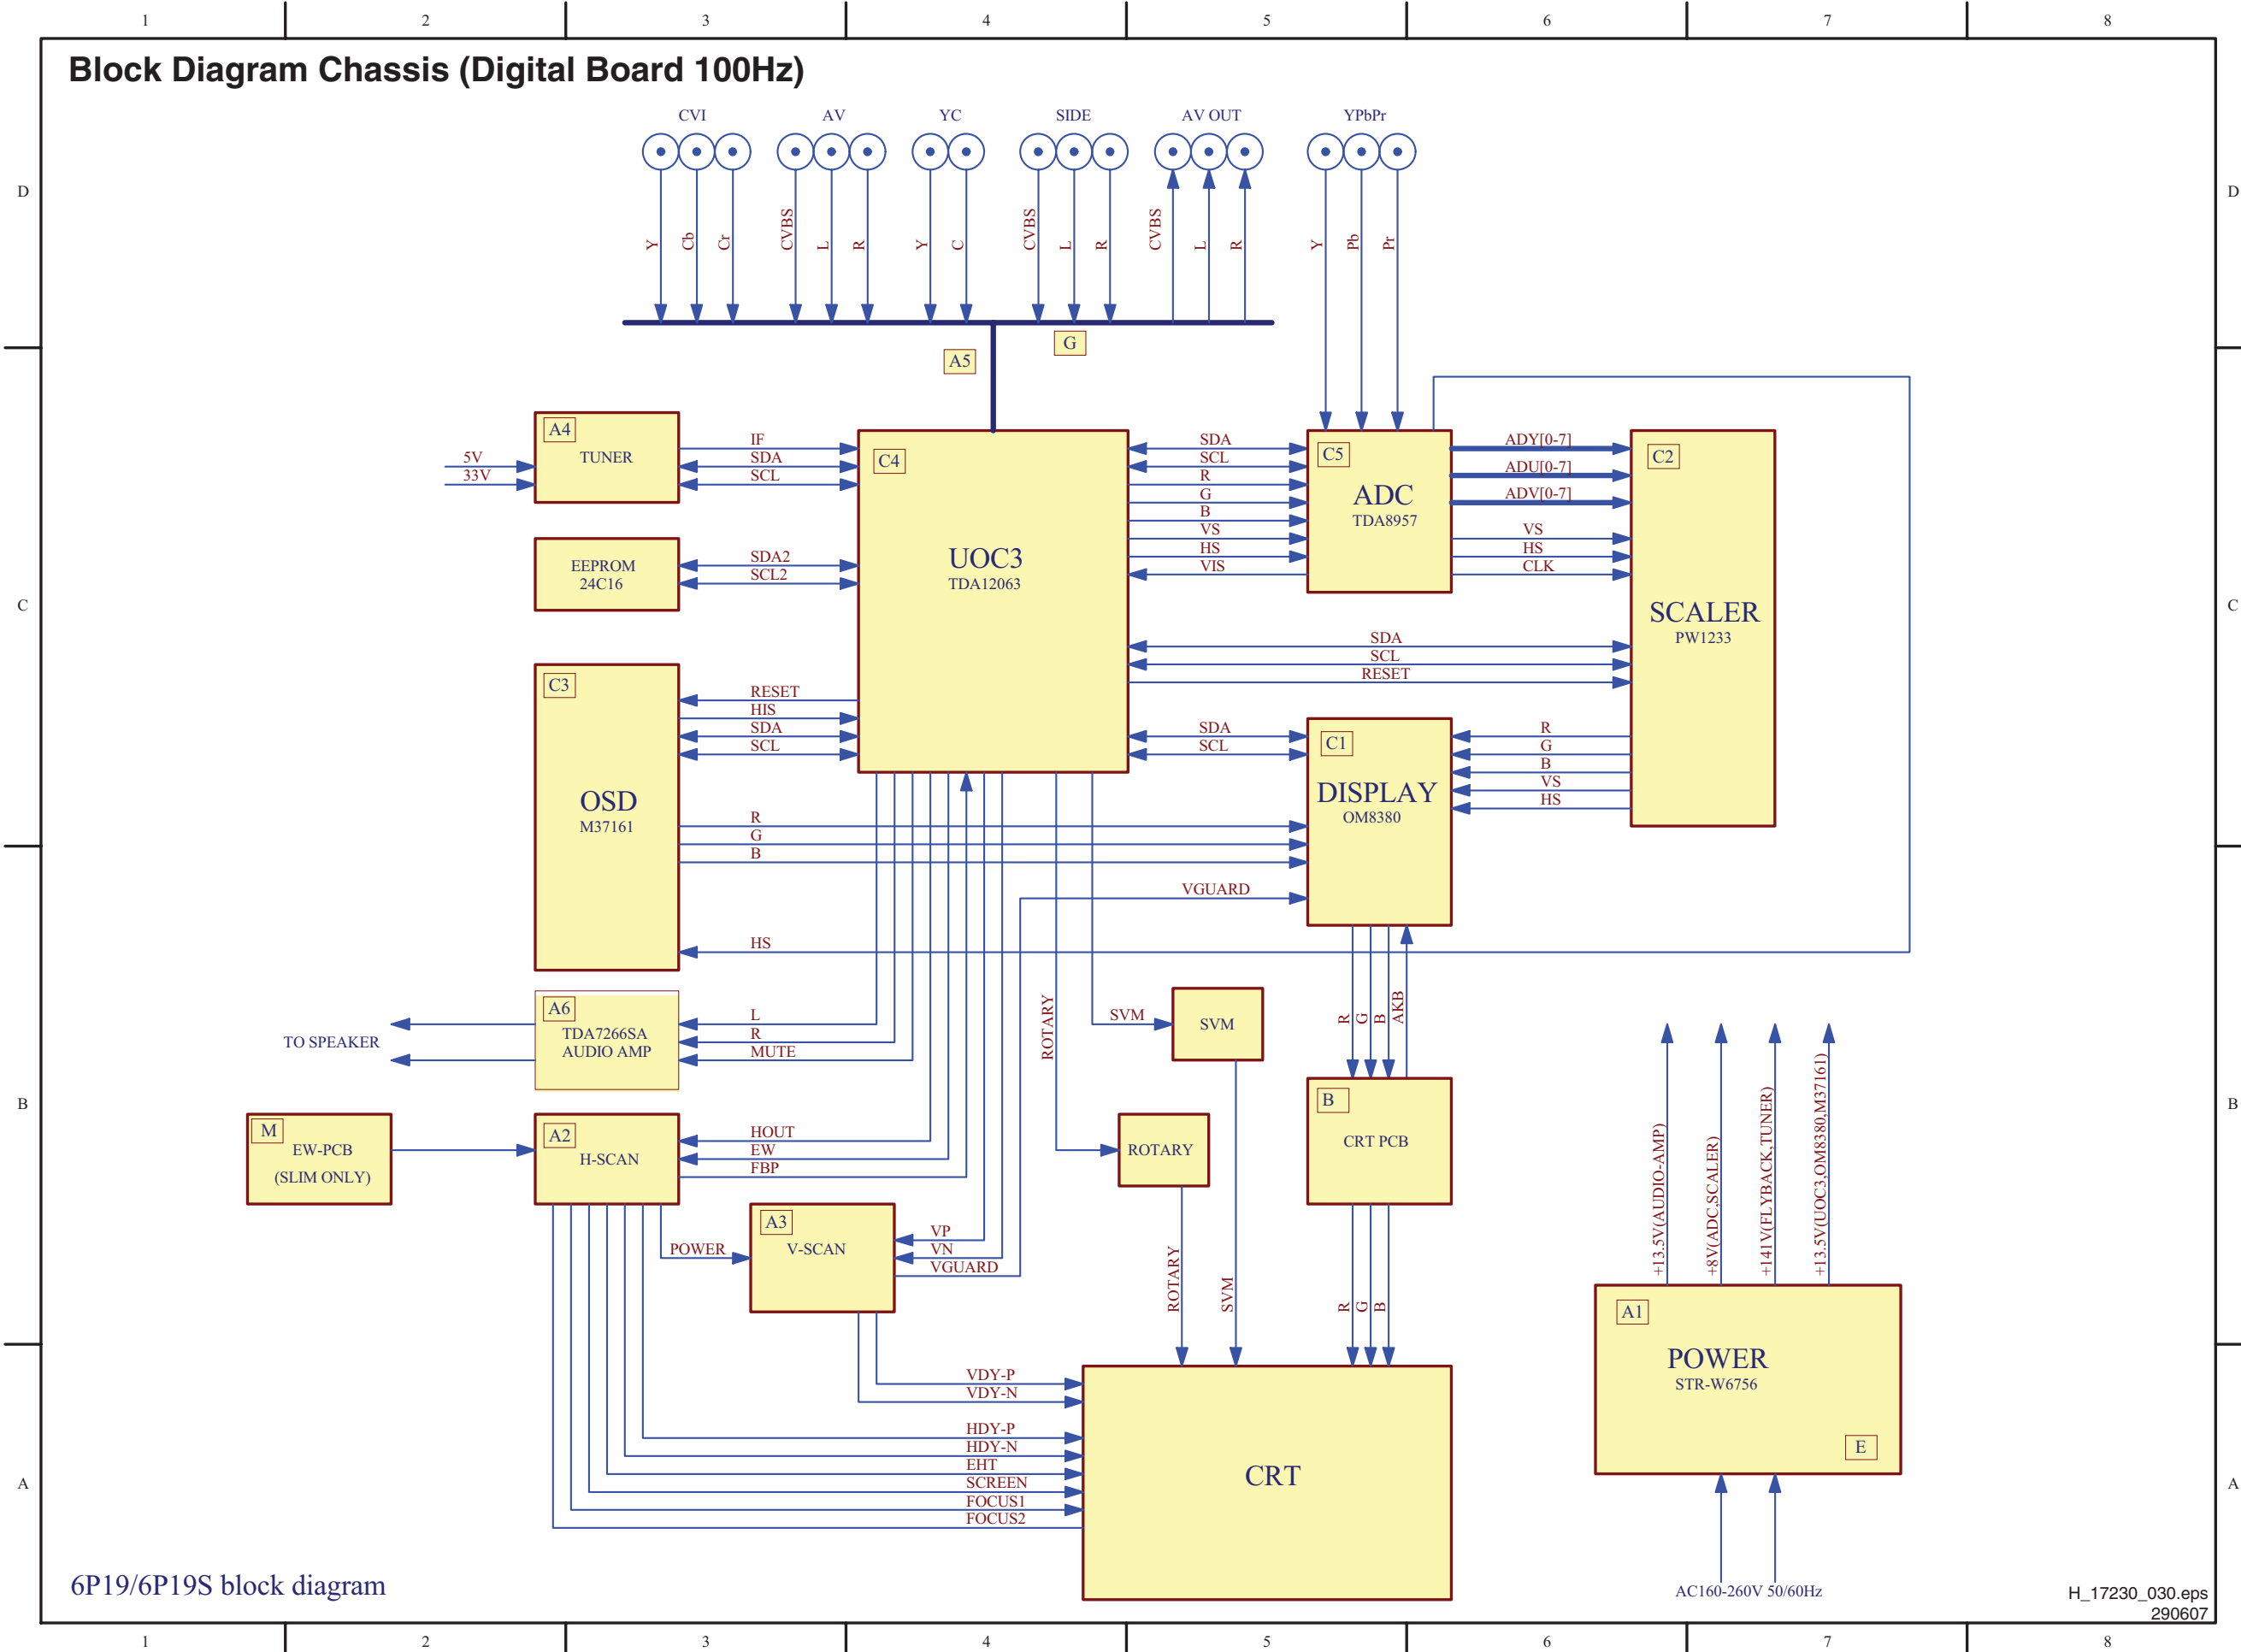 1 2 3 4 5 6 7 8
Block Diagram Chassis (Digital Board 100Hz)
CVI AV YC SIDE AV OUT YPbPr
D D
Y Cb Cr CVBS L R Y C CVBS L R CVBS L R Y Pb Pr
G
A5
A4
TUNER
5V
33V
IF
SDA
SCL
C4
UOC3
TDA12063
SDA
SCL
R
G
B
VS
HS
VIS
C5
ADC
TDA8957
ADY[0-7]
ADU[0-7]
ADV[0-7]
VS
HS
CLK
C2
SCALER
PW1233
EEPROM
24C16
SDA2
SCL2
C C
SDA
SCL
RESET
C3
OSD
M37161
RESET
HIS
SDA
SCL
SDA
SCL
C1
DISPLAY
OM8380
R
G
B
VS
HS
R
G
B
VGUARD
HS
A6
TDA7266SA
AUDIO AMP
TO SPEAKER
L
R
MUTE
ROTARY
SVM
SVM
R G B AKB
B B
M
EW-PCB
(SLIM ONLY)
A2
H-SCAN
HOUT
EW
FBP
ROTARY
B
CRT PCB
A3
V-SCAN
POWER
VP
VN
VGUARD
ROTARY
SVM
R G B
+13.5V(AUDIO-AMP)
+8V(ADC,SCALER)
+141V(FLYBACK,TUNER)
+13.5V(UOC3,OM8380,M37161)
A1
POWER
STR-W6756
E
VDY-P
VDY-N
HDY-P
HDY-N
EHT
SCREEN
FOCUS1
FOCUS2
CRT
A A
AC160-260V 50/60Hz
6P19/6P19S block diagram
H_17230_030.eps
290607
1 2 3 4 5 6 7 8